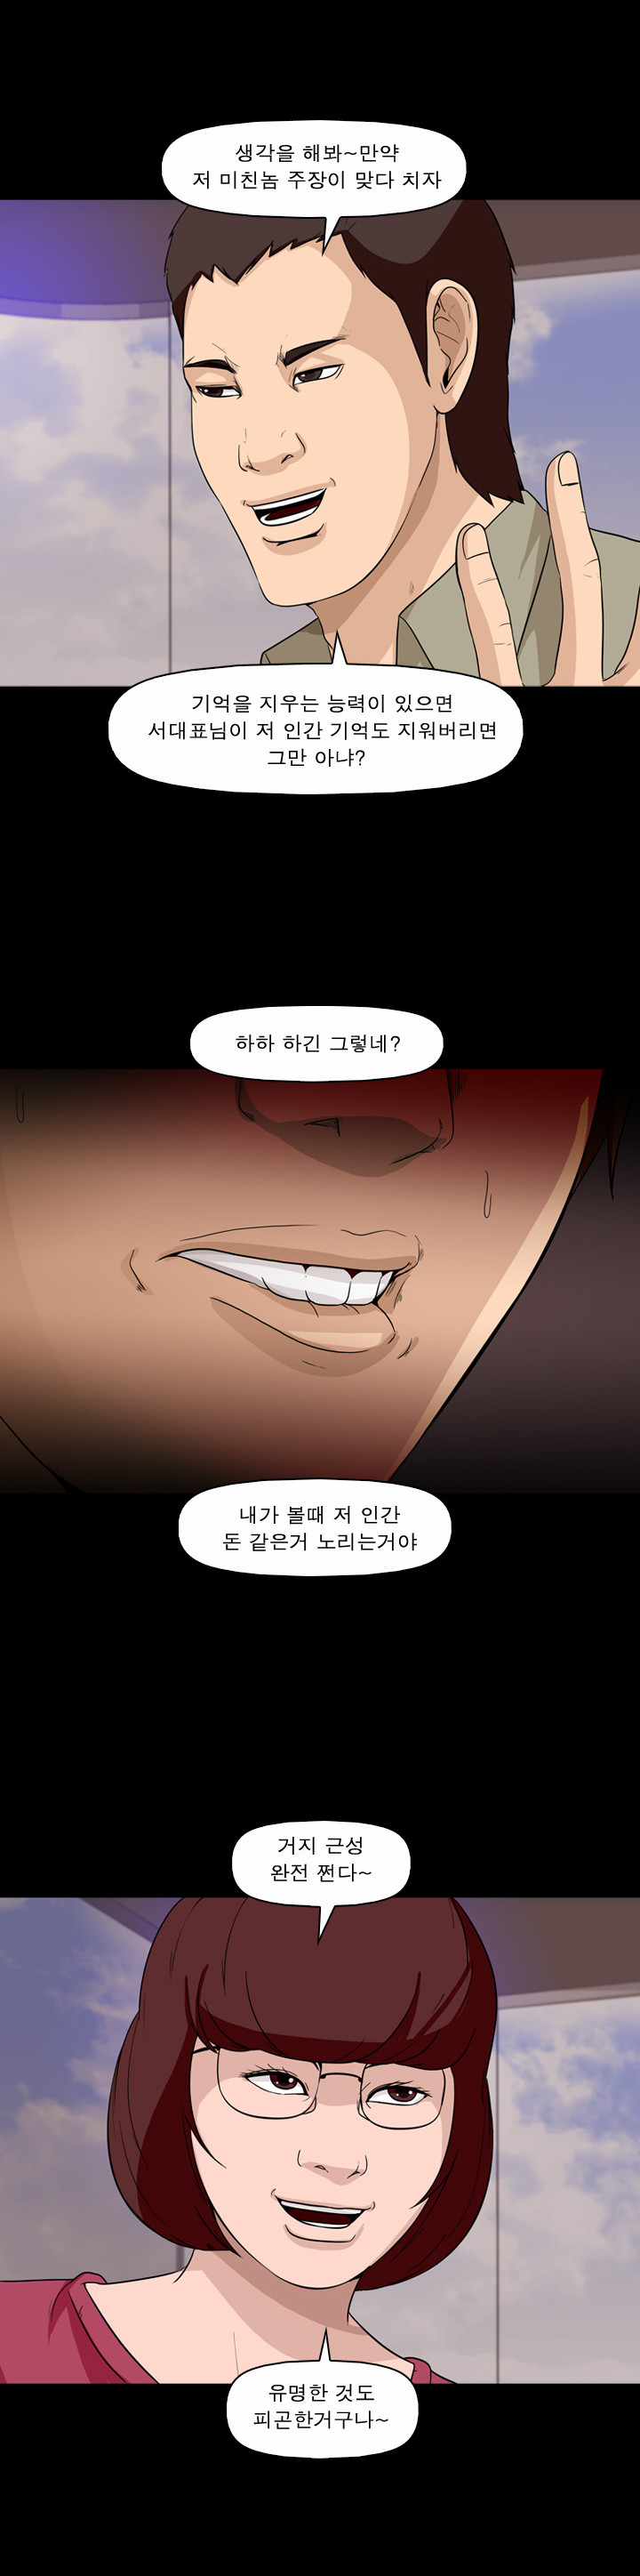 생각을 해봐~만약
저 미친놈 주장이 맞다 치자
기억을 지우는 능력이 있으면
서대표님이 저 인간 기억도 지워버리면
그만 아냐?
하하 하긴 그렇네?
내가 볼때 저 인간
돈 같은거 노리는거야
거지 근성
완전 쩐다~
유명한 것도
피곤한거구나~